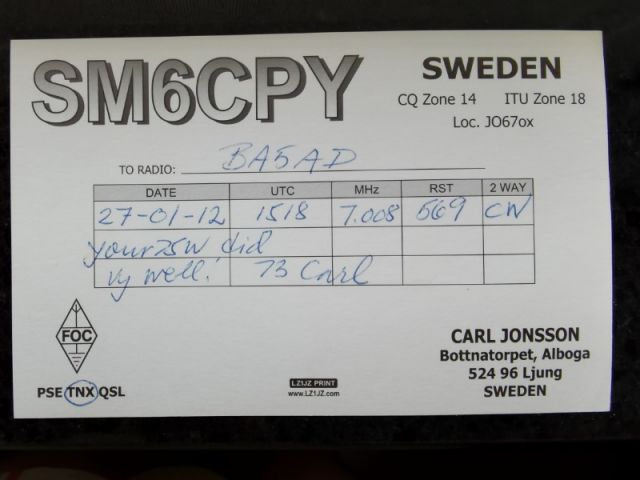 SM6CPY
SWEDEN
CQ Zone 14 ITU Zone 18
Loc. JO67ox
TO RADIO: BA5AD
DATE UTC MHz RST 2 WAY
27-01-12 1518 7.008 569 CW
your 25W did
vy well! 73 Carl
FOC
PSE TNX QSL
LZ1JZ PRINT
www.LZ1JZ.com
CARL JONSSON
Bottnatorpet, Alboga
524 96 Ljung
SWEDEN